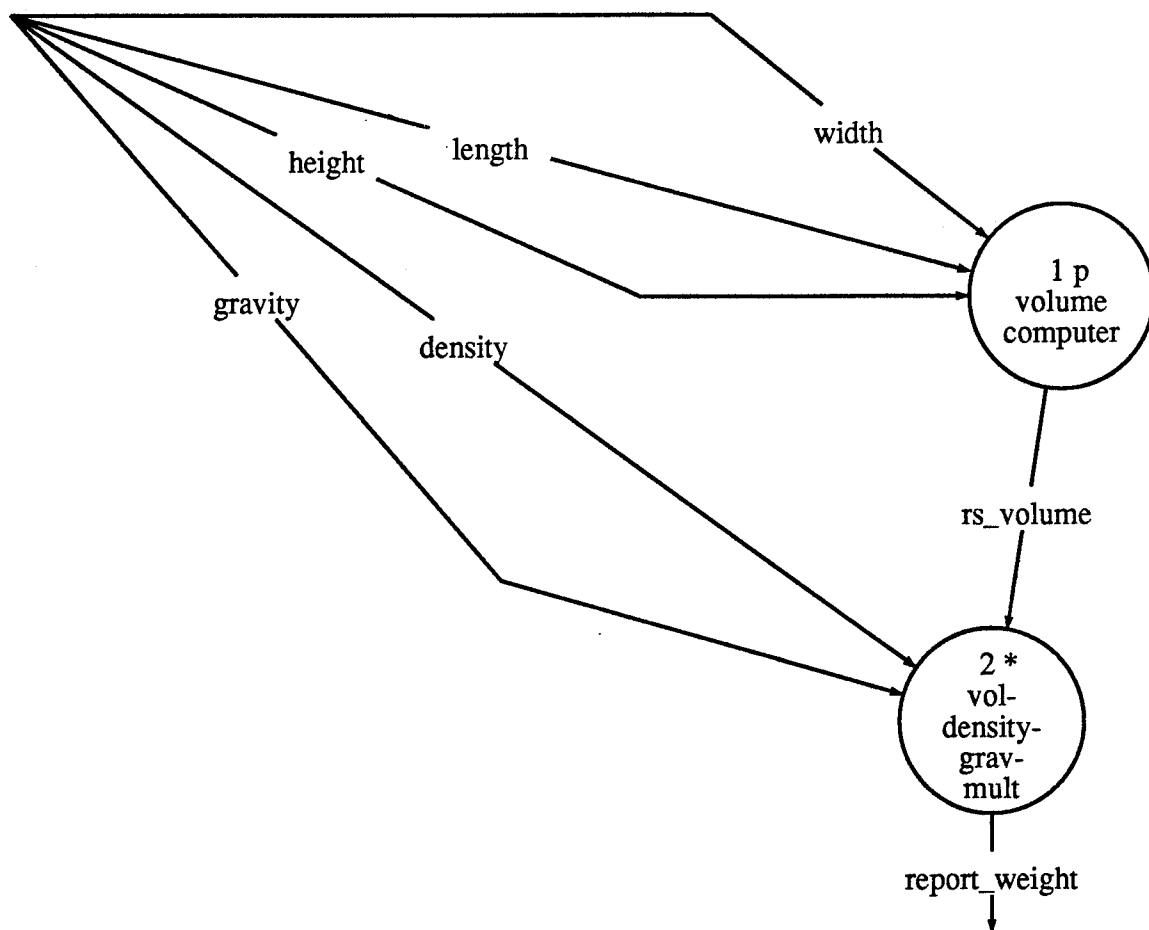 width
length
height
1 p
volume
computer
gravity
density
rs_volume
2 *
vol-
density-
grav-
mult
report_weight